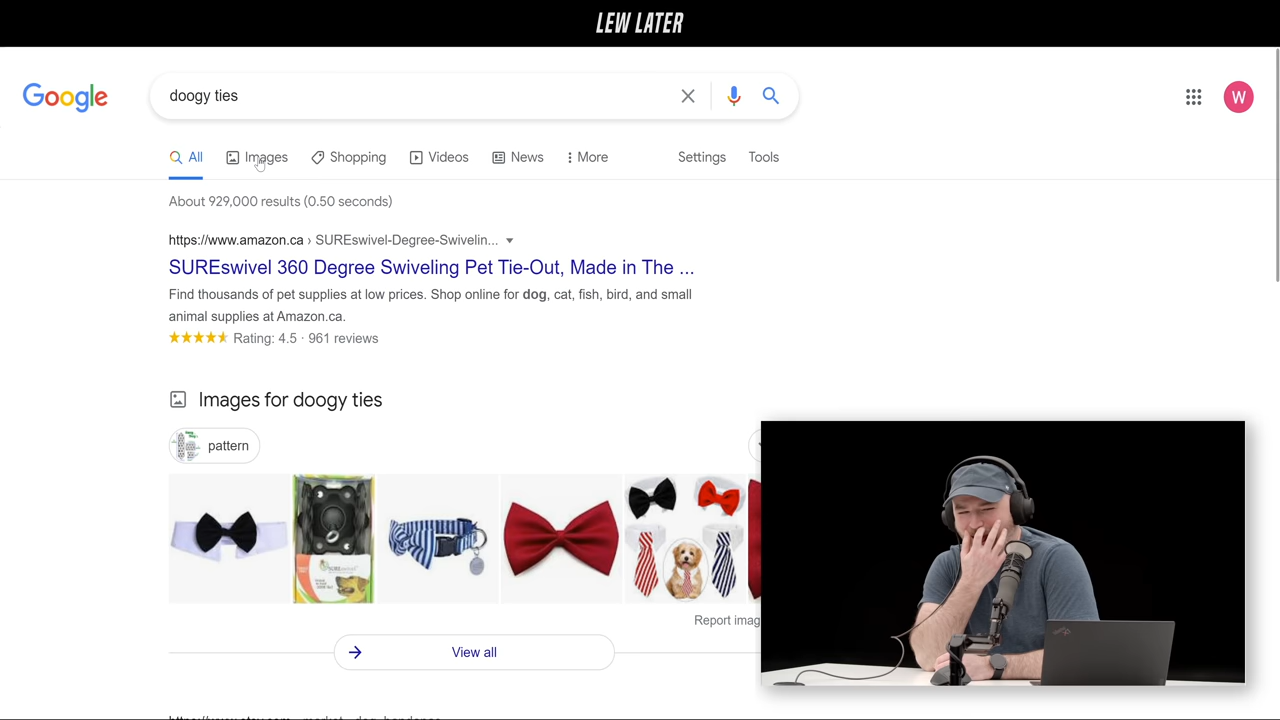 LEW LATER
Google
doogy ties
W
All
Images
Shopping
Videos
News
More
Settings
Tools
About 929,000 results (0.50 seconds)
https://www.amazon.ca › SUREswivel-Degree-Swivelin...
SUREswivel 360 Degree Swiveling Pet Tie-Out, Made in The ...
Find thousands of pet supplies at low prices. Shop online for dog, cat, fish, bird, and small
animal supplies at Amazon.ca.
Rating: 4.5 · 961 reviews
Images for doogy ties
pattern
Report imag
View all